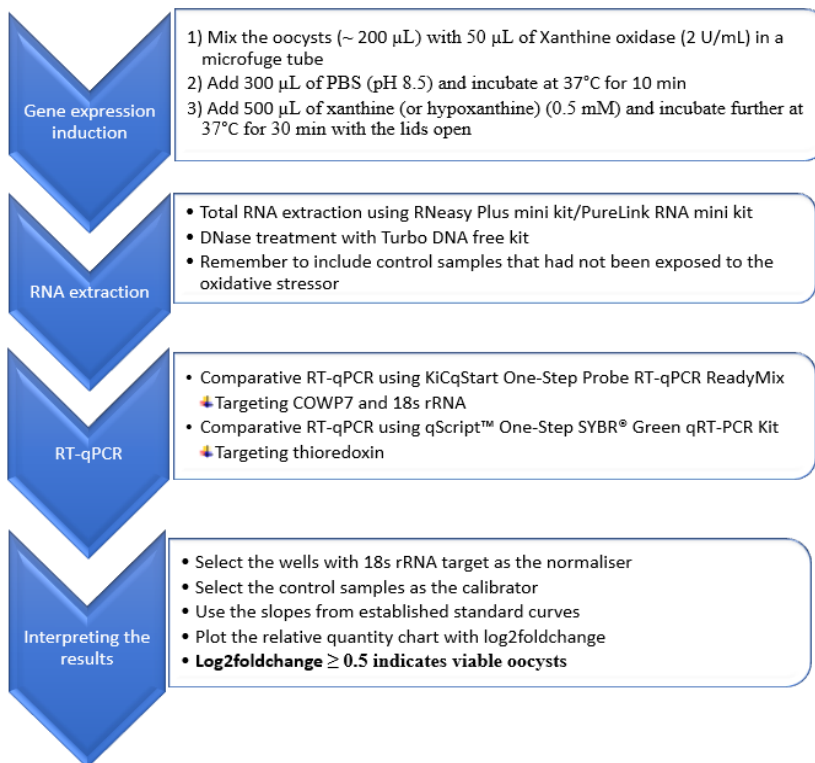 Gene expression
induction
1) Mix the oocysts (~ 200 μL) with 50 μL of Xanthine oxidase (2 U/mL) in a
microfuge tube
2) Add 300 μL of PBS (pH 8.5) and incubate at 37°C for 10 min
3) Add 500 μL of xanthine (or hypoxanthine) (0.5 mM) and incubate further at
37°C for 30 min with the lids open
RNA extraction
• Total RNA extraction using RNeasy Plus mini kit/PureLink RNA mini kit
• DNase treatment with Turbo DNA free kit
• Remember to include control samples that had not been exposed to the
oxidative stressor
RT-qPCR
• Comparative RT-qPCR using KiCqStart One-Step Probe RT-qPCR ReadyMix
Targeting COWP7 and 18s rRNA
• Comparative RT-qPCR using qScript™ One-Step SYBR® Green qRT-PCR Kit
Targeting thioredoxin
Interpreting the
results
• Select the wells with 18s rRNA target as the normaliser
• Select the control samples as the calibrator
• Use the slopes from established standard curves
• Plot the relative quantity chart with log2foldchange
• Log2foldchange ≥ 0.5 indicates viable oocysts